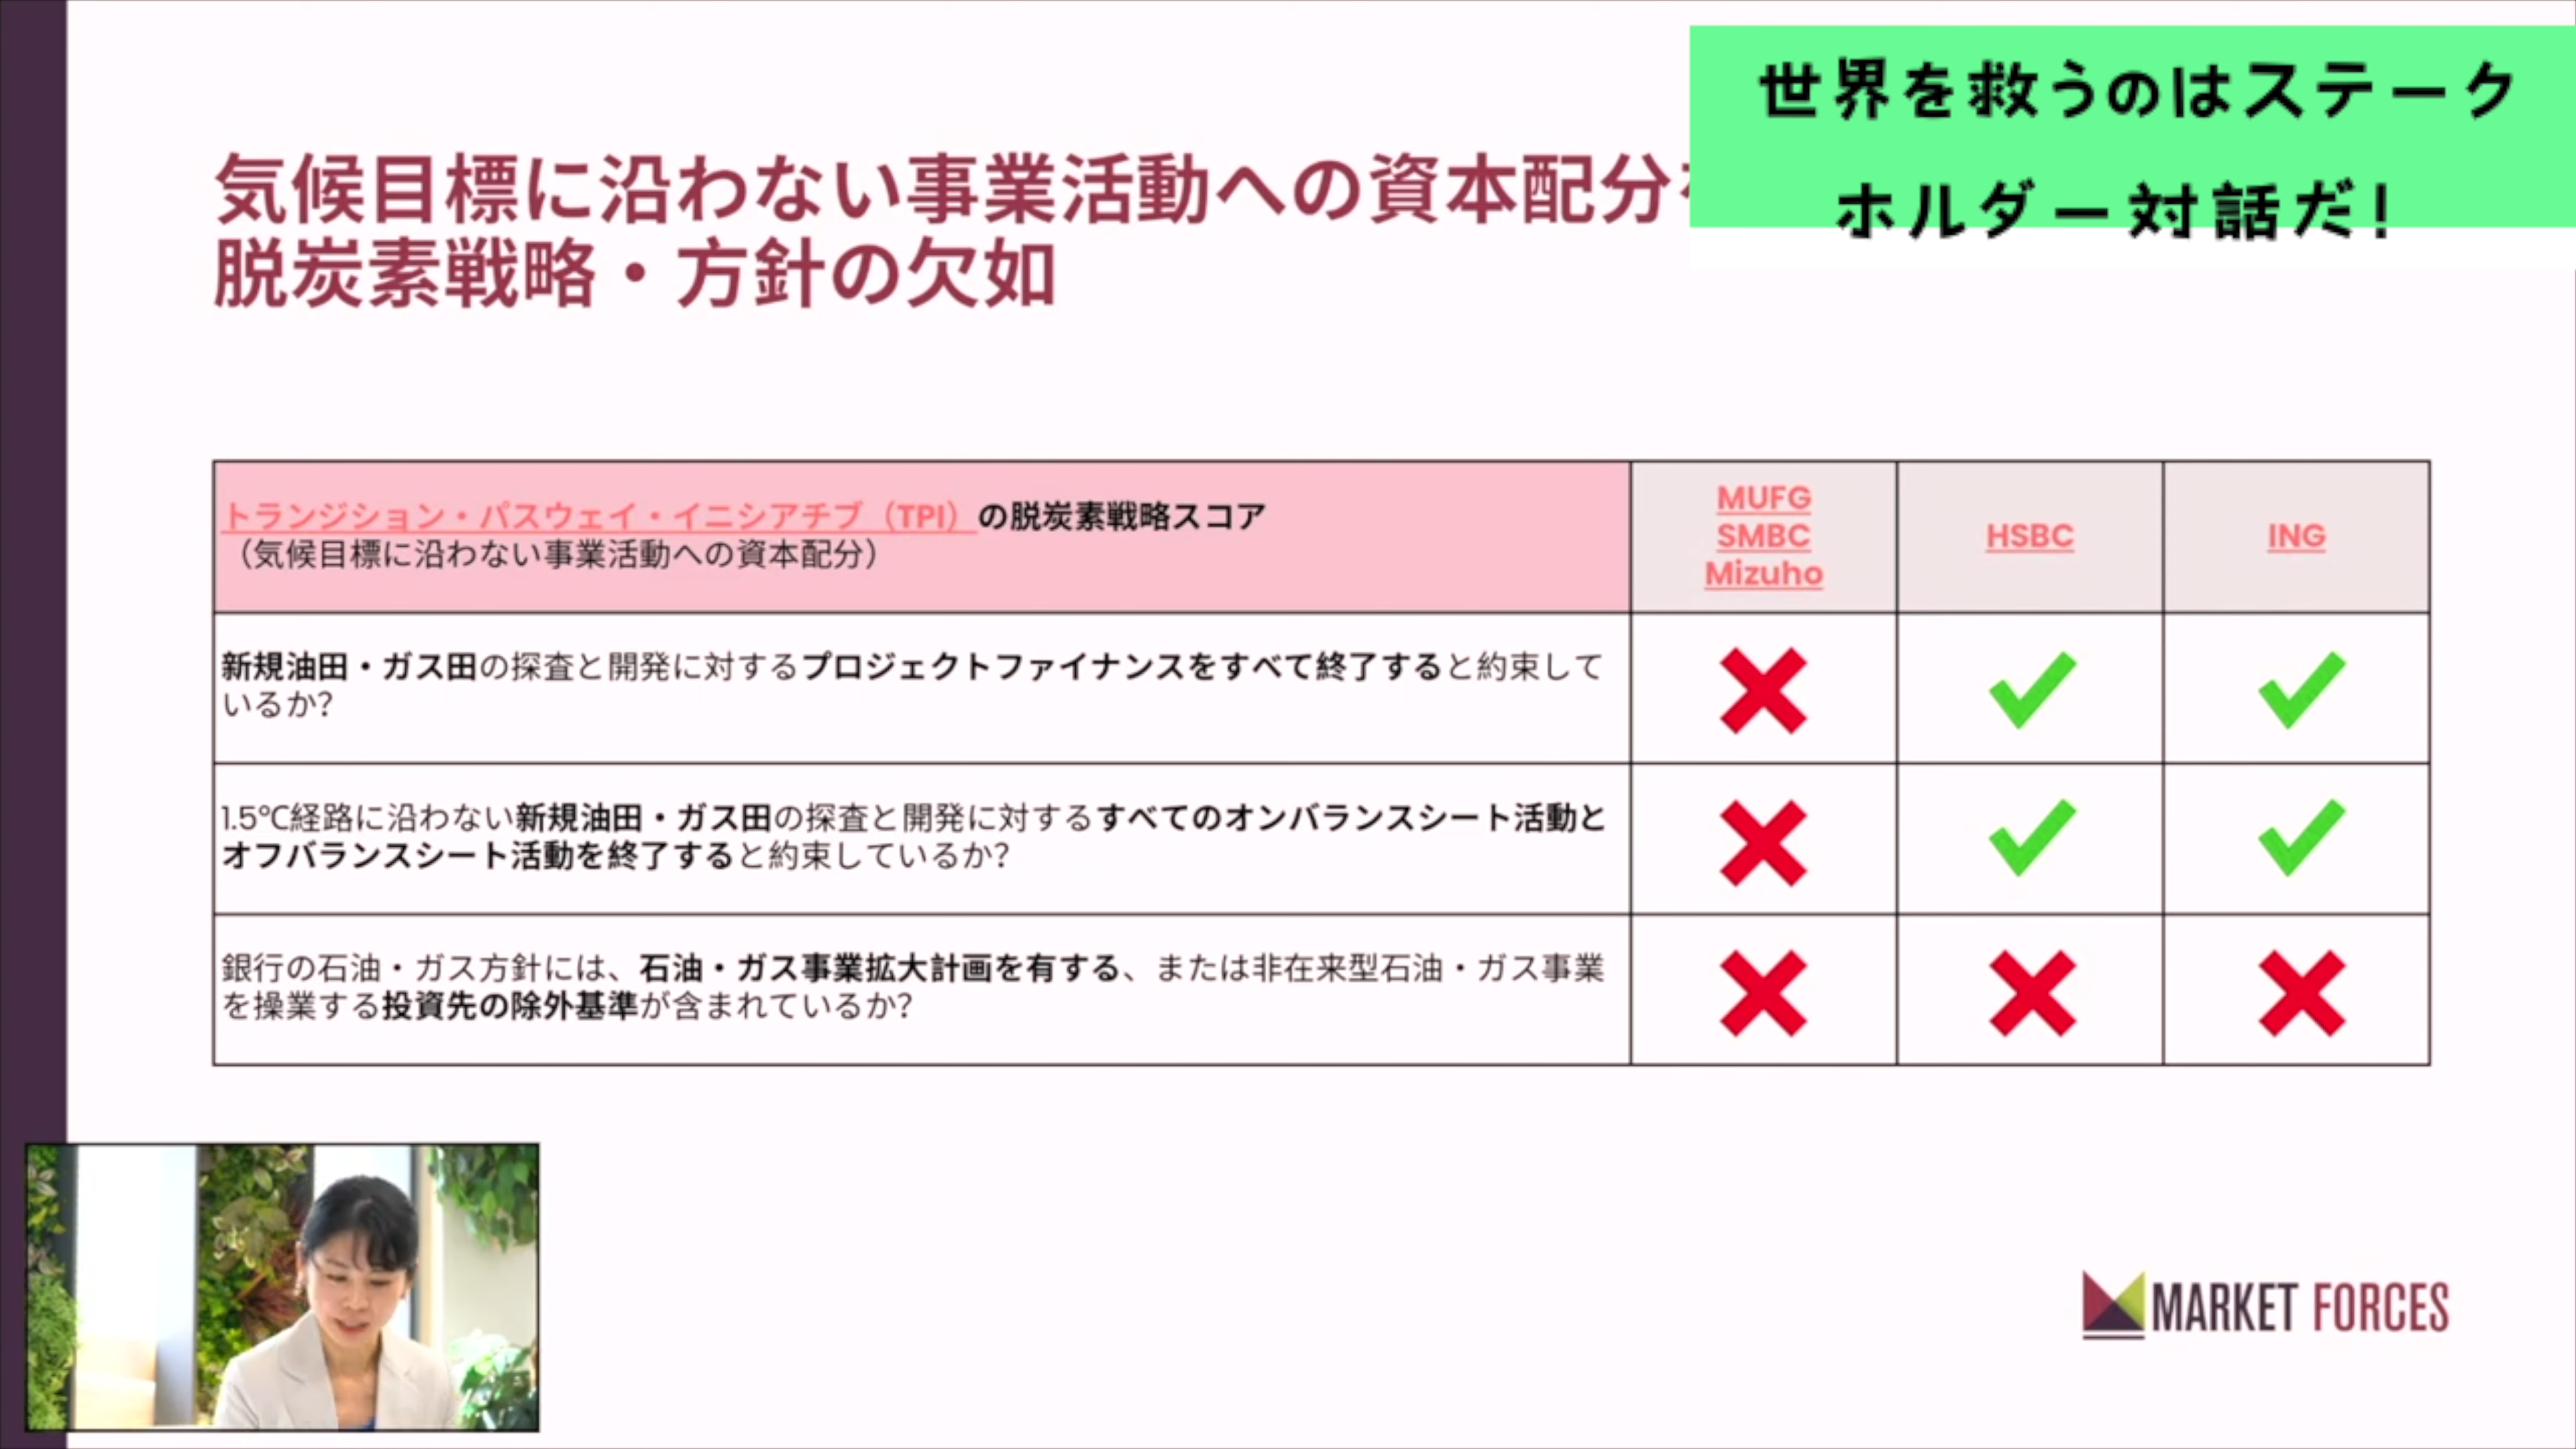 世界を救うのはステーク
ホルダー対話だ！
気候目標に沿わない事業活動への資本配分
脱炭素戦略・方針の欠如
トランジション・パスウェイ・イニシアチブ（TPI）の脱炭素戦略スコア
（気候目標に沿わない事業活動への資本配分）
MUFG
SMBC
Mizuho
HSBC
ING
新規油田・ガス田の探査と開発に対するプロジェクトファイナンスをすべて終了すると約束して
いるか？
1.5°C経路に沿わない新規油田・ガス田の探査と開発に対するすべてのオンバランスシート活動と
オフバランスシート活動を終了すると約束しているか？
銀行の石油・ガス方針には、石油・ガス事業拡大計画を有する、または非在来型石油・ガス事業
を操業する投資先の除外基準が含まれているか？
MARKET FORCES